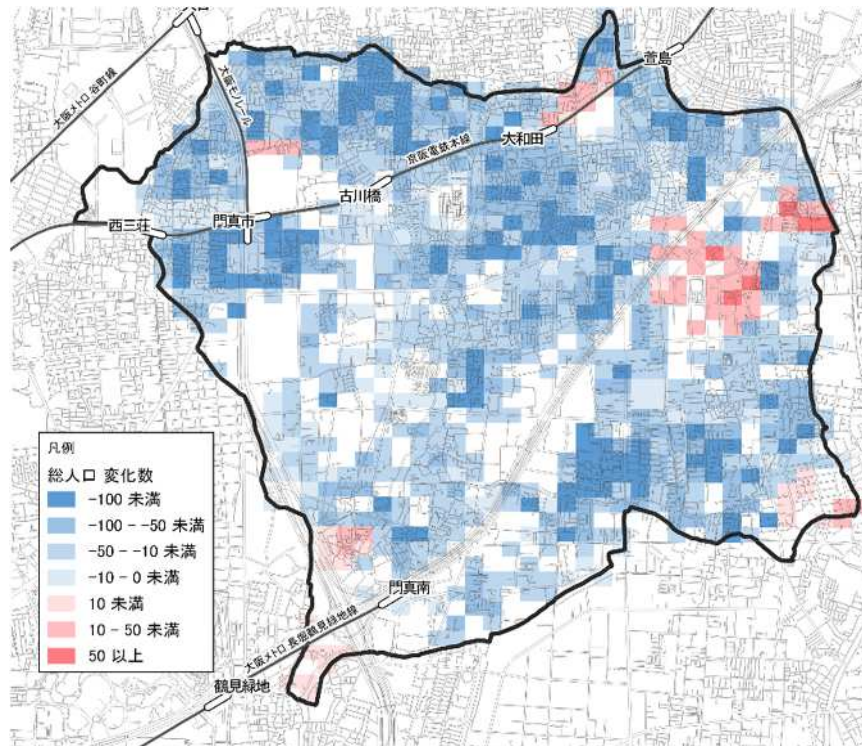 大阪メトロ 谷町線
大阪モノレール
萱島
大和田
京阪電鉄本線
古川橋
門真市
西三荘
凡例
総人口 変化数
-100 未満
-100 - -50 未満
-50 - -10 未満
-10 - 0 未満
10 未満
10 - 50 未満
50 以上
門真南
大阪メトロ 長堀鶴見緑地線
鶴見緑地